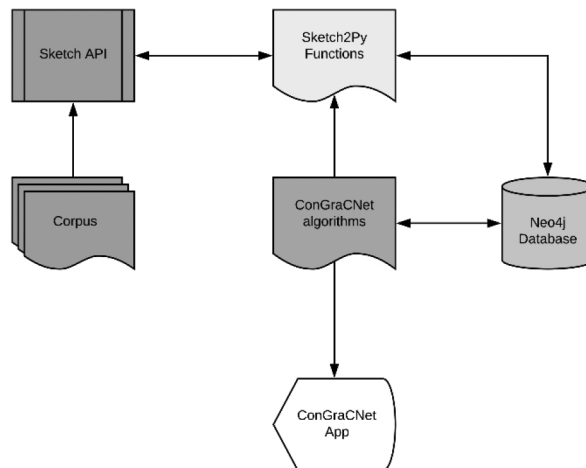 Sketch API
Sketch2Py
Functions
Corpus
ConGraCNet
algorithms
Neo4j
Database
ConGraCNet
App